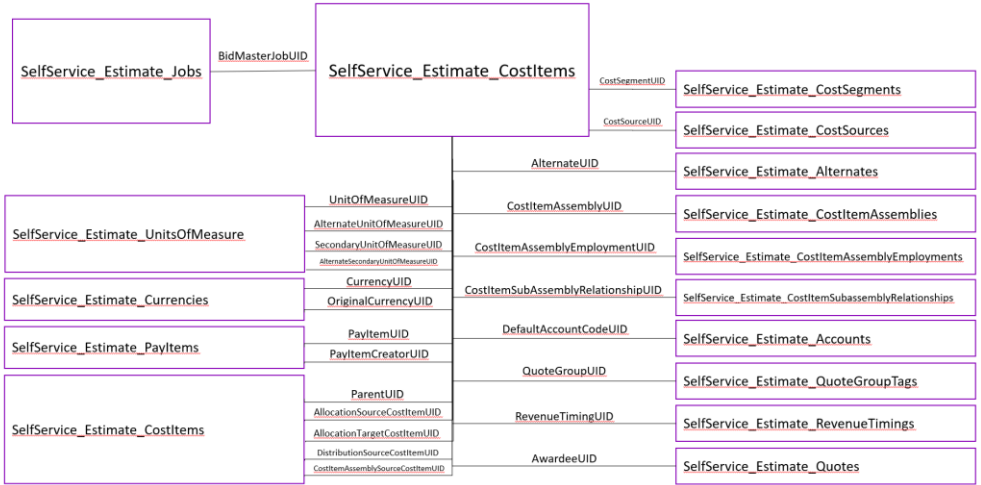 SelfService_Estimate_Jobs
BidMasterJobUID
SelfService_Estimate_CostItems
CostSegmentUID
SelfService_Estimate_CostSegments
CostSourceUID
SelfService_Estimate_CostSources
AlternateUID
SelfService_Estimate_Alternates
UnitOfMeasureUID
CostItemAssemblyUID
SelfService_Estimate_CostItemAssemblies
AlternateUnitOfMeasureUID
SelfService_Estimate_UnitsOfMeasure
SecondaryUnitOfMeasureUID
CostItemAssemblyEmploymentUID
SelfService_Estimate_CostItemAssemblyEmployments
AlternateSecondaryUnitOfMeasureUID
CurrencyUID
CostItemSubAssemblyRelationshipUID
SelfService_Estimate_CostItemSubassemblyRelationships
SelfService_Estimate_Currencies
OriginalCurrencyUID
PayItemUID
DefaultAccountCodeUID
SelfService_Estimate_Accounts
SelfService_Estimate_PayItems
PayItemCreatorUID
QuoteGroupUID
SelfService_Estimate_QuoteGroupTags
ParentUID
AllocationSourceCostItemUID
RevenueTimingUID
SelfService_Estimate_RevenueTimings
SelfService_Estimate_CostItems
AllocationTargetCostItemUID
DistributionSourceCostItemUID
AwardeeUID
SelfService_Estimate_Quotes
CostItemAssemblySourceCostItemUID